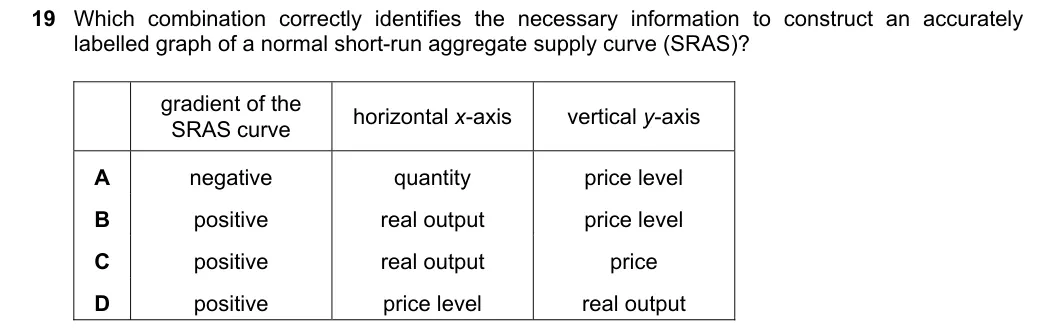 19 Which combination correctly identifies the necessary information to construct an accurately
labelled graph of a normal short-run aggregate supply curve (SRAS)?
gradient of the
SRAS curve
horizontal x-axis
vertical y-axis
A negative quantity price level
B positive real output price level
C positive real output price
D positive price level real output